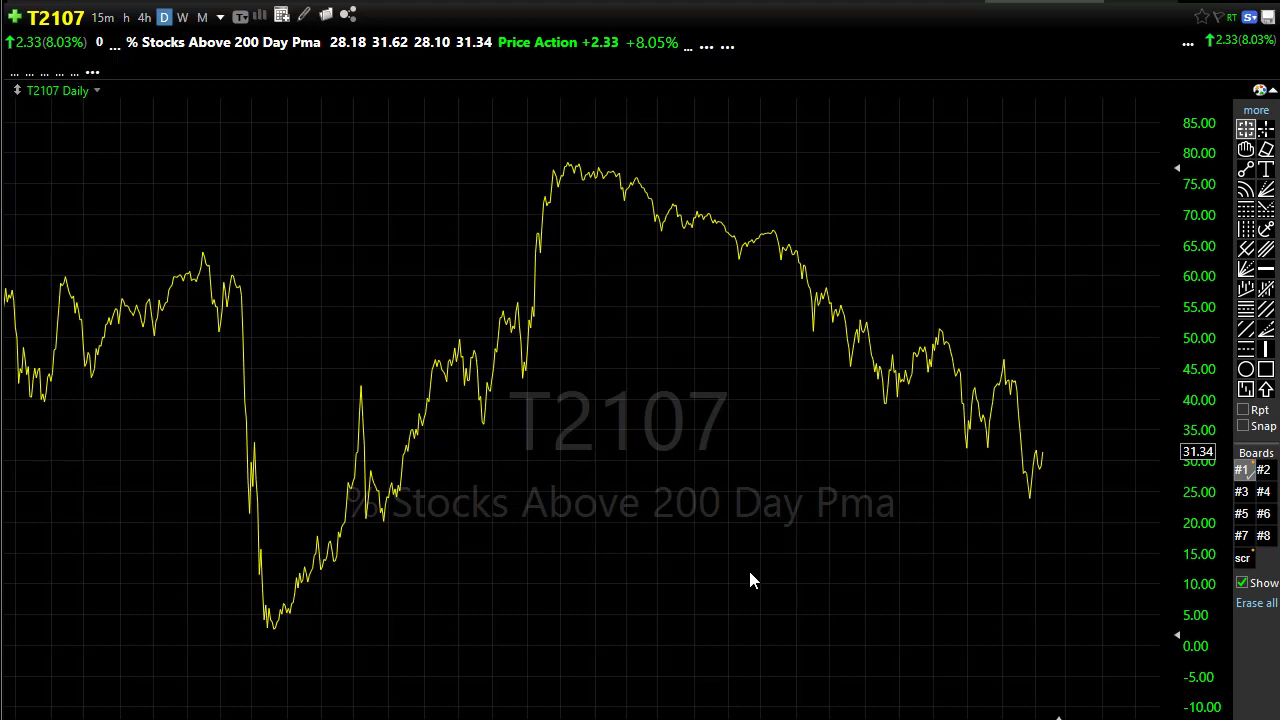 T2107 15m h 4h D W M T RT S
2.33(8.03%) 0 ... % Stocks Above 200 Day Pma 28.18 31.62 28.10 31.34 Price Action +2.33 +8.05% ... ... ... ... 2.33(8.03%)
... ... ... ... ... ...
T2107 Daily
more
T
85.00
80.00
75.00
70.00
65.00
60.00
55.00
50.00
45.00
40.00
35.00
31.34
30.00
25.00
20.00
15.00
10.00
5.00
0.00
-5.00
-10.00
T2107
% Stocks Above 200 Day Pma
Rpt
Snap
Boards
#1 #2
#3 #4
#5 #6
#7 #8
scr
Show
Erase all